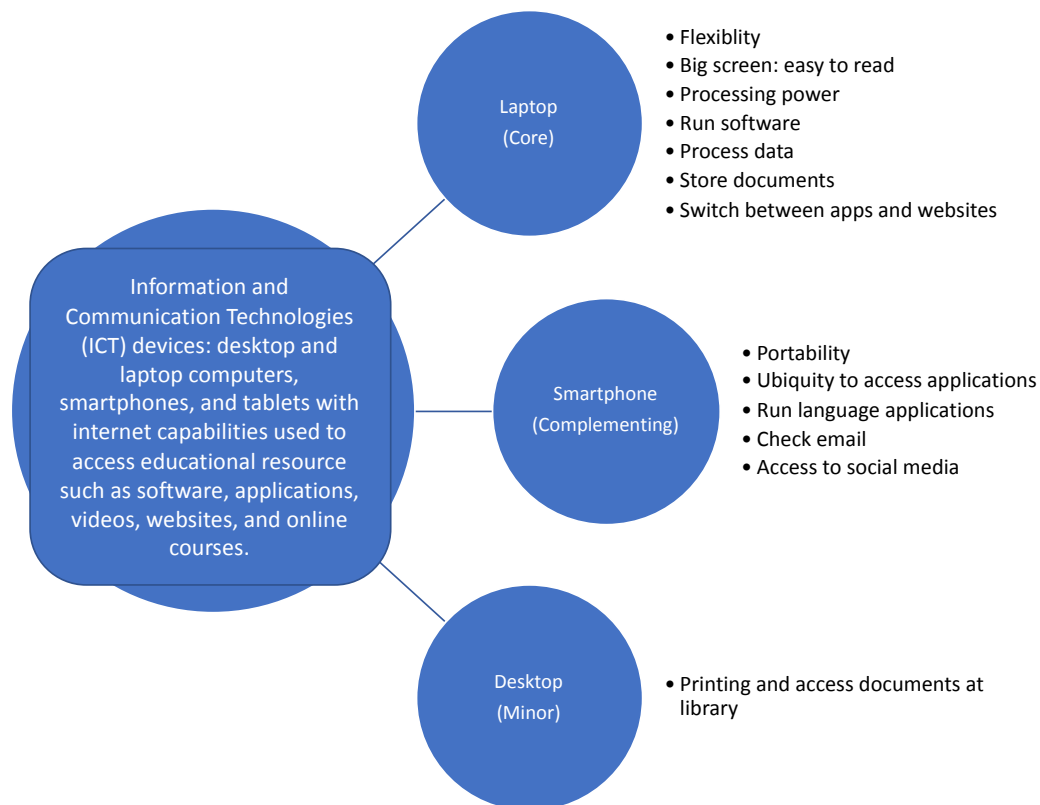 Information and
Communication Technologies
(ICT) devices: desktop and
laptop computers,
smartphones, and tablets with
internet capabilities used to
access educational resource
such as software, applications,
videos, websites, and online
courses.
Laptop
(Core)
• Flexiblity
• Big screen: easy to read
• Processing power
• Run software
• Process data
• Store documents
• Switch between apps and websites
Smartphone
(Complementing)
• Portability
• Ubiquity to access applications
• Run language applications
• Check email
• Access to social media
Desktop
(Minor)
• Printing and access documents at
library